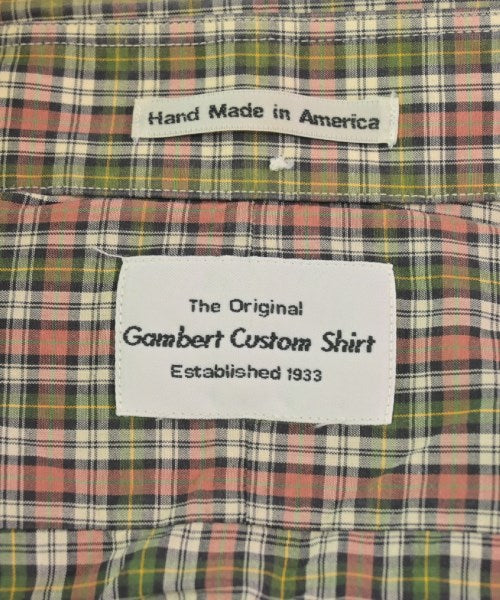 Hand Made in America
The Original
Gambert Custom Shirt
Established 1933